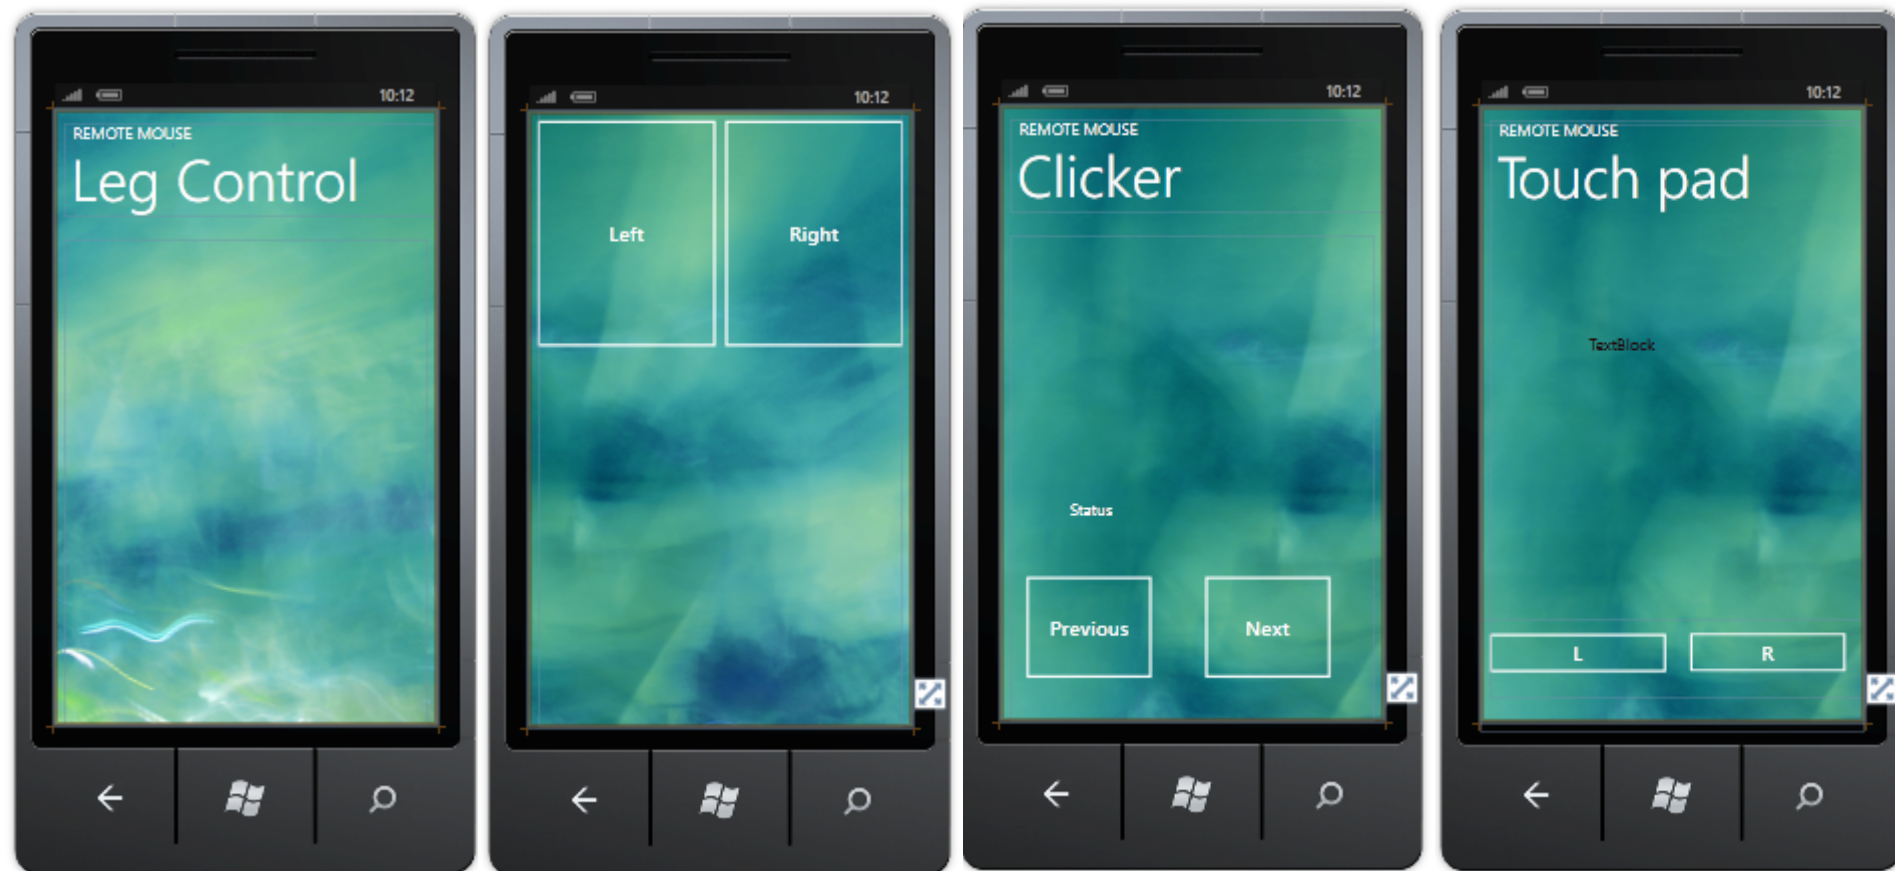 10:12
REMOTE MOUSE
Leg Control
10:12
Left Right
10:12
REMOTE MOUSE
Clicker
Status
Previous Next
10:12
REMOTE MOUSE
Touch pad
TextBlock
L R